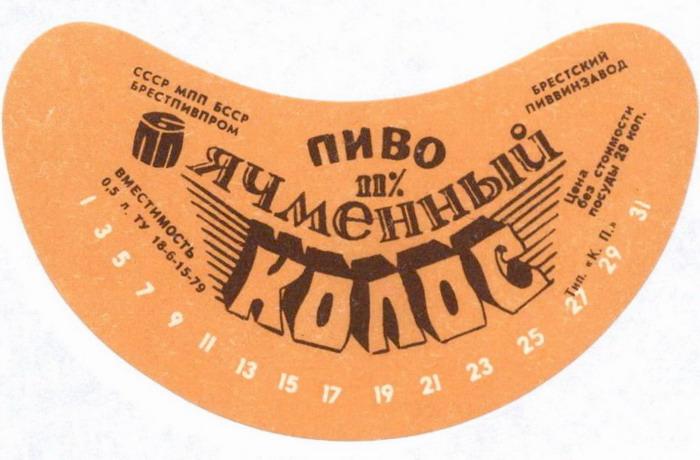 СССР МПП БССР
БРЕСТПИВПРОМ
БПП
БРЕСТСКИЙ
ПИВВИНЗАВОД
ПИВО
11%
ЯЧМЕННЫЙ
КОЛОС
ВМЕСТИМОСТЬ
0,5 л. ТУ 18-6-15-79
Цена
без стоимости
посуды 29 коп.
Тип. «К. П.»
1 3 5 7 9 11 13 15 17 19 21 23 25 27 29 31